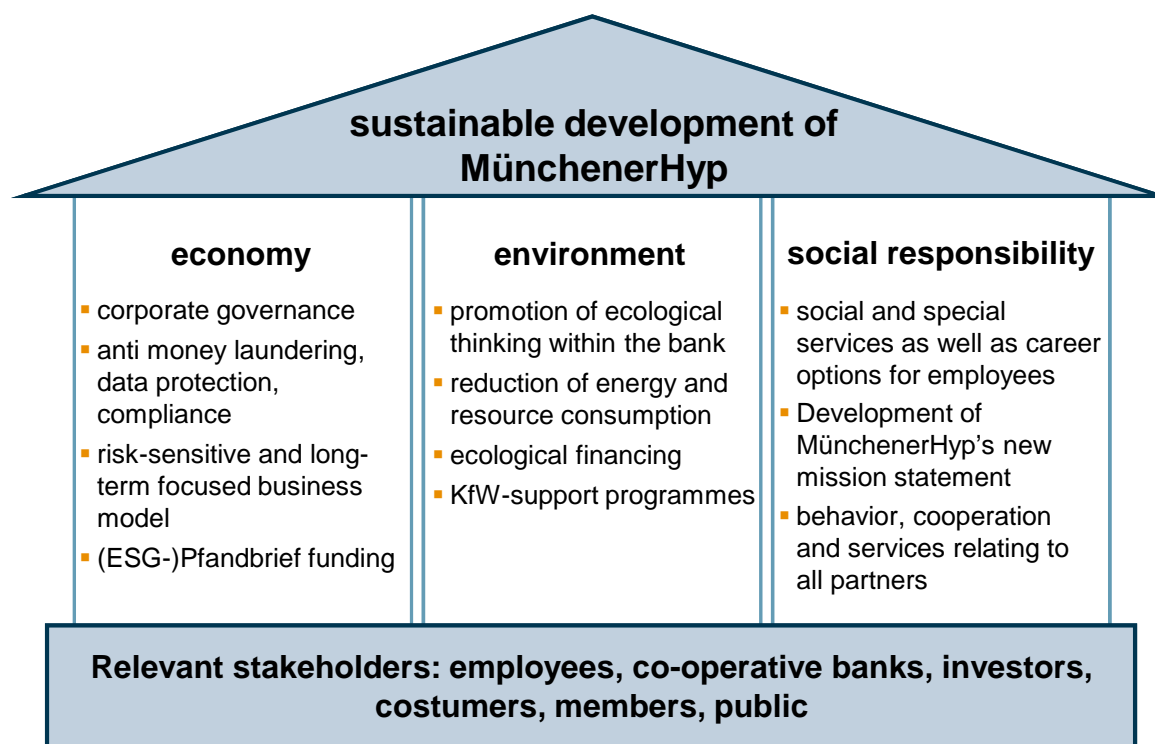 sustainable development of
MünchenerHyp
economy
corporate governance
anti money laundering,
data protection,
compliance
risk-sensitive and long-
term focused business
model
(ESG-)Pfandbrief funding
environment
promotion of ecological
thinking within the bank
reduction of energy and
resource consumption
ecological financing
KfW-support programmes
social responsibility
social and special
services as well as career
options for employees
Development of
MünchenerHyp's new
mission statement
behavior, cooperation
and services relating to
all partners
Relevant stakeholders: employees, co-operative banks, investors,
costumers, members, public